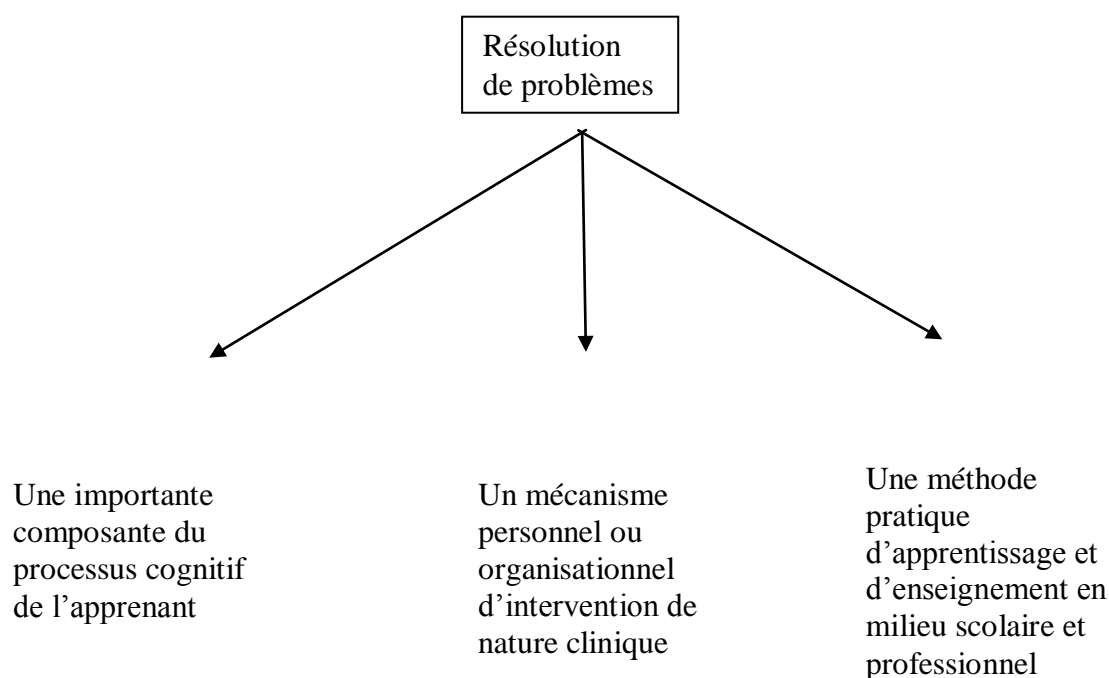 Résolution
de problèmes
Une importante
composante du
processus cognitif
de l’apprenant
Un mécanisme
personnel ou
organisationnel
d’intervention de
nature clinique
Une méthode
pratique
d’apprentissage et
d’enseignement en
milieu scolaire et
professionnel